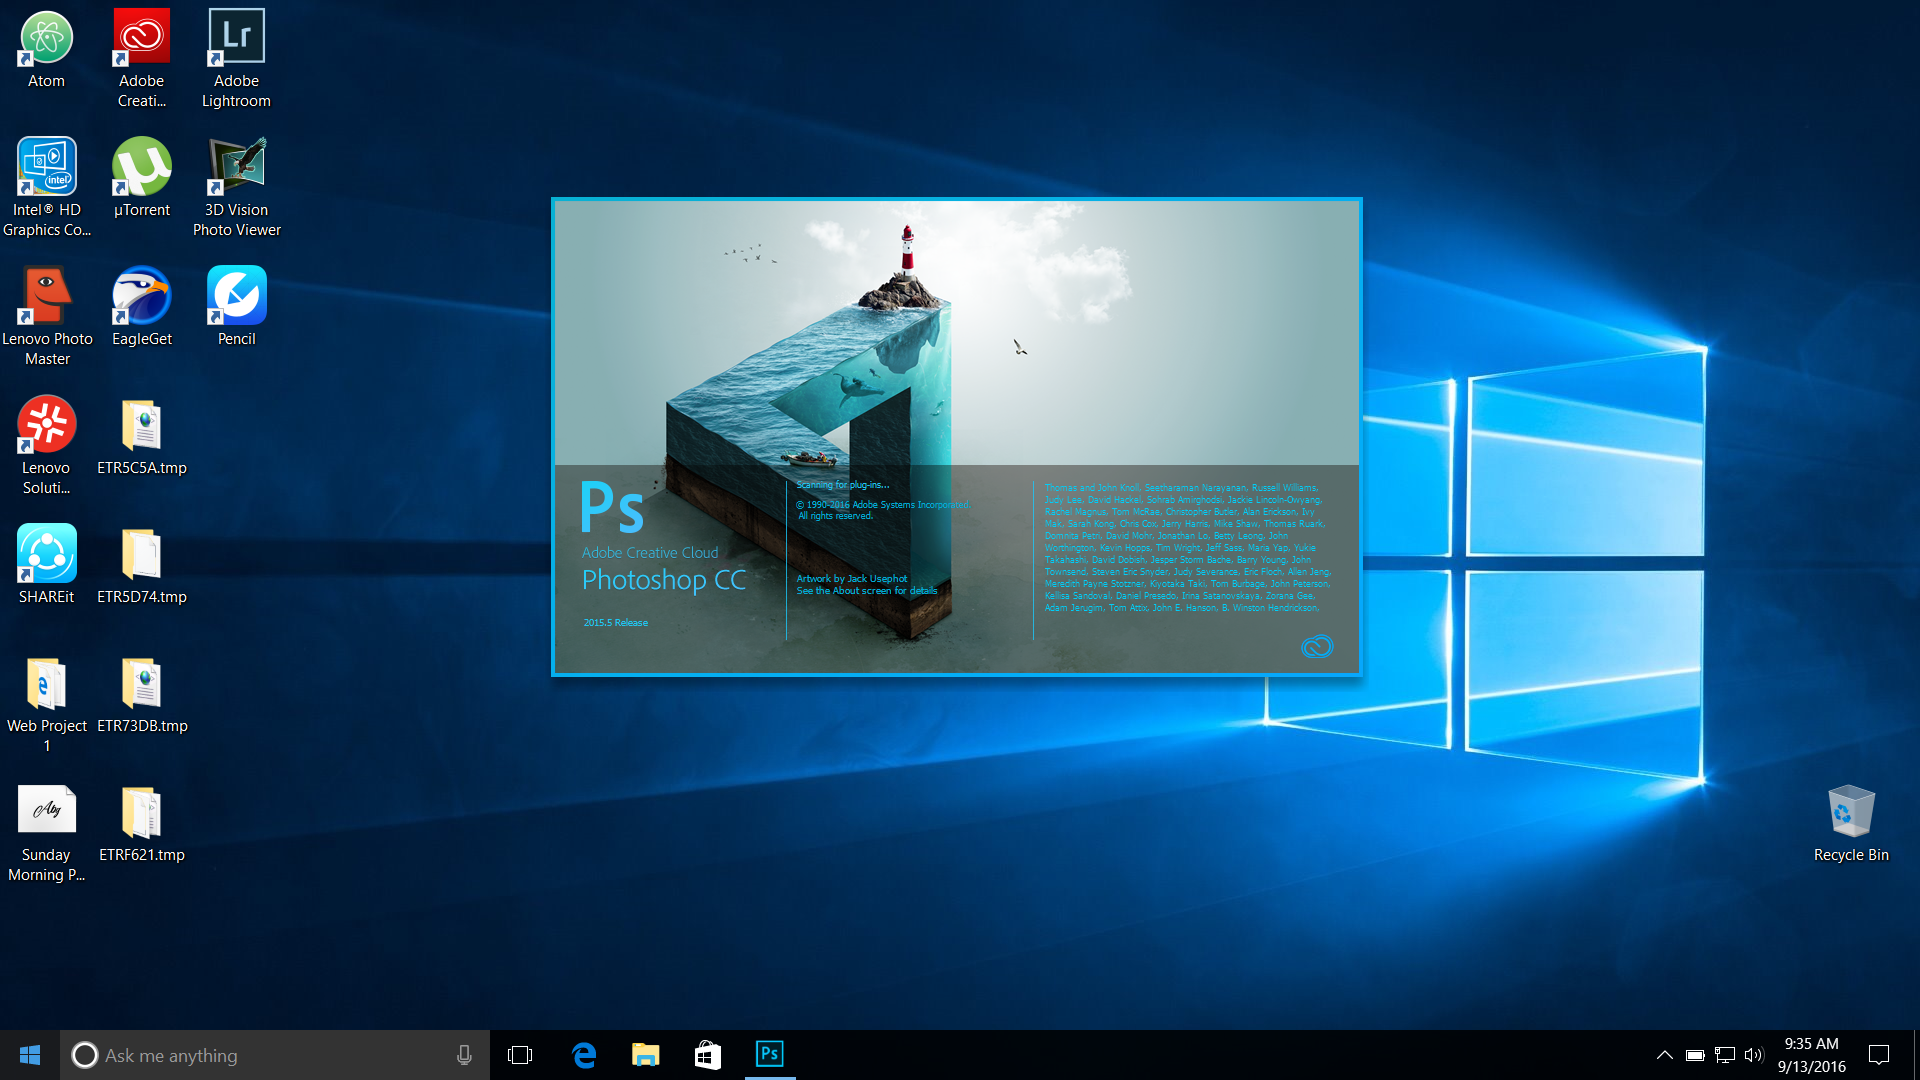 Atom
Adobe
Creati...
Lr
Adobe
Lightroom
intel
Intel® HD
Graphics Co...
µ
µTorrent
3D Vision
Photo Viewer
Lenovo Photo
Master
EagleGet
Pencil
Lenovo
Soluti...
ETR5C5A.tmp
SHAREit
ETR5D74.tmp
Web Project
1
ETR73DB.tmp
Abg
Sunday
Morning P...
ETRF621.tmp
Ps
Adobe Creative Cloud
Photoshop CC
2015.5 Release
Scanning for plug-ins...
© 1990-2016 Adobe Systems Incorporated.
All rights reserved.
Artwork by Jack Usephot
See the About screen for details
Thomas and John Knoll, Seetharaman Narayanan, Russell Williams,
Judy Lee, David Hackel, Sohrab Amirghodsi, Jackie Lincoln-Owyang,
Rachel Magnus, Tom McRae, Christopher Butler, Alan Erickson, Ivy
Mak, Sarah Kong, Chris Cox, Jerry Harris, Mike Shaw, Thomas Ruark,
Domnita Petri, David Mohr, Jonathan Lo, Betty Leong, John
Worthington, Kevin Hopps, Tim Wright, Jeff Sass, Maria Yap, Yukie
Takahashi, David Dobish, Jesper Storm Bache, Barry Young, John
Townsend, Steven Eric Snyder, Judy Severance, Eric Floch, Allen Jeng,
Meredith Payne Stotzner, Kiyotaka Taki, Tom Burbage, John Peterson,
Kellisa Sandoval, Daniel Presedo, Irina Satanovskaya, Zorana Gee,
Adam Jerugim, Tom Attix, John E. Hanson, B. Winston Hendrickson,
Recycle Bin
Ask me anything
Ps
9:35 AM
9/13/2016